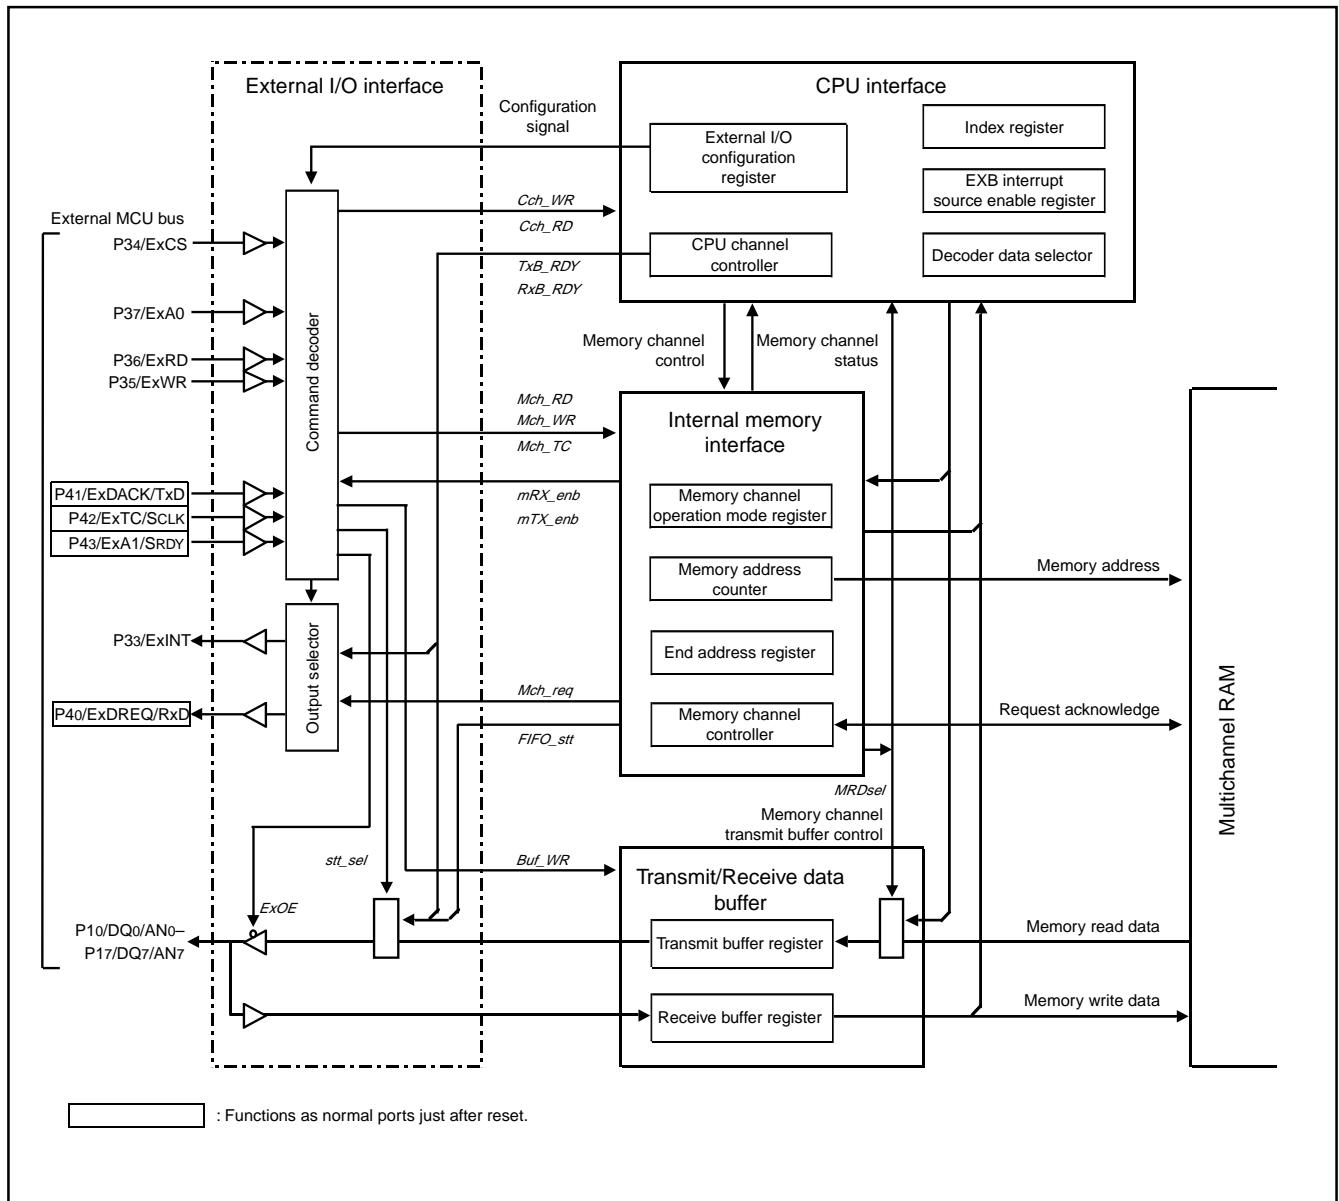 External I/O interface
CPU interface
Configuration
signal
External I/O
configuration
register
Index register
EXB interrupt
source enable register
External MCU bus
Cch_WR
Cch_RD
P34/ExCS
CPU channel
controller
Decoder data selector
TxB_RDY
RxB_RDY
P37/ExA0
Command decoder
Memory channel
control
Memory channel
status
P36/ExRD
P35/ExWR
Mch_RD
Mch_WR
Mch_TC
Internal memory
interface
P41/ExDACK/TxD
P42/ExTC/SCLK
P43/ExA1/SRDY
mRX_enb
mTX_enb
Memory channel
operation mode register
Memory address
counter
Memory address
P33/ExINT
Output selector
End address register
Multichannel RAM
P40/ExDREQ/RxD
Mch_req
FIFO_stt
Memory channel
controller
Request acknowledge
MRDsel
Memory channel
transmit buffer control
stt_sel
Buf_WR
Transmit/Receive data
buffer
ExOE
P10/DQ0/AN0–
P17/DQ7/AN7
Transmit buffer register
Memory read data
Receive buffer register
Memory write data
: Functions as normal ports just after reset.